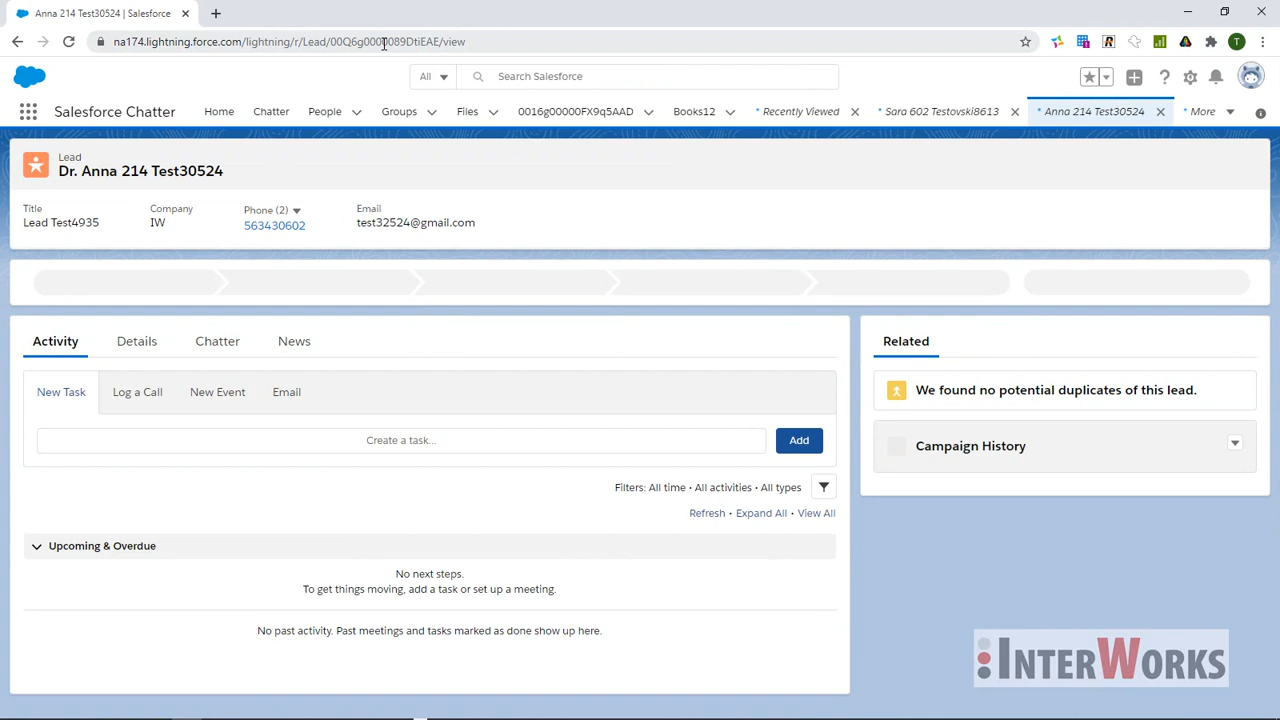 Anna 214 Test30524 | Salesforce
na174.lightning.force.com/lightning/r/Lead/00Q6g0000089DtiEAE/view
T
All Search Salesforce
Salesforce Chatter Home Chatter People Groups Files 0016g00000FX9q5AAD Books12 * Recently Viewed * Sara 602 Testovski8613 * Anna 214 Test30524 * More
Lead
Dr. Anna 214 Test30524
Title Company Phone (2) Email
Lead Test4935 IW 563430602 test32524@gmail.com
Activity Details Chatter News Related
New Task Log a Call New Event Email
We found no potential duplicates of this lead.
Create a task... Add
Campaign History
Filters: All time • All activities • All types
Refresh • Expand All • View All
Upcoming & Overdue
No next steps.
To get things moving, add a task or set up a meeting.
No past activity. Past meetings and tasks marked as done show up here.
INTERWORKS